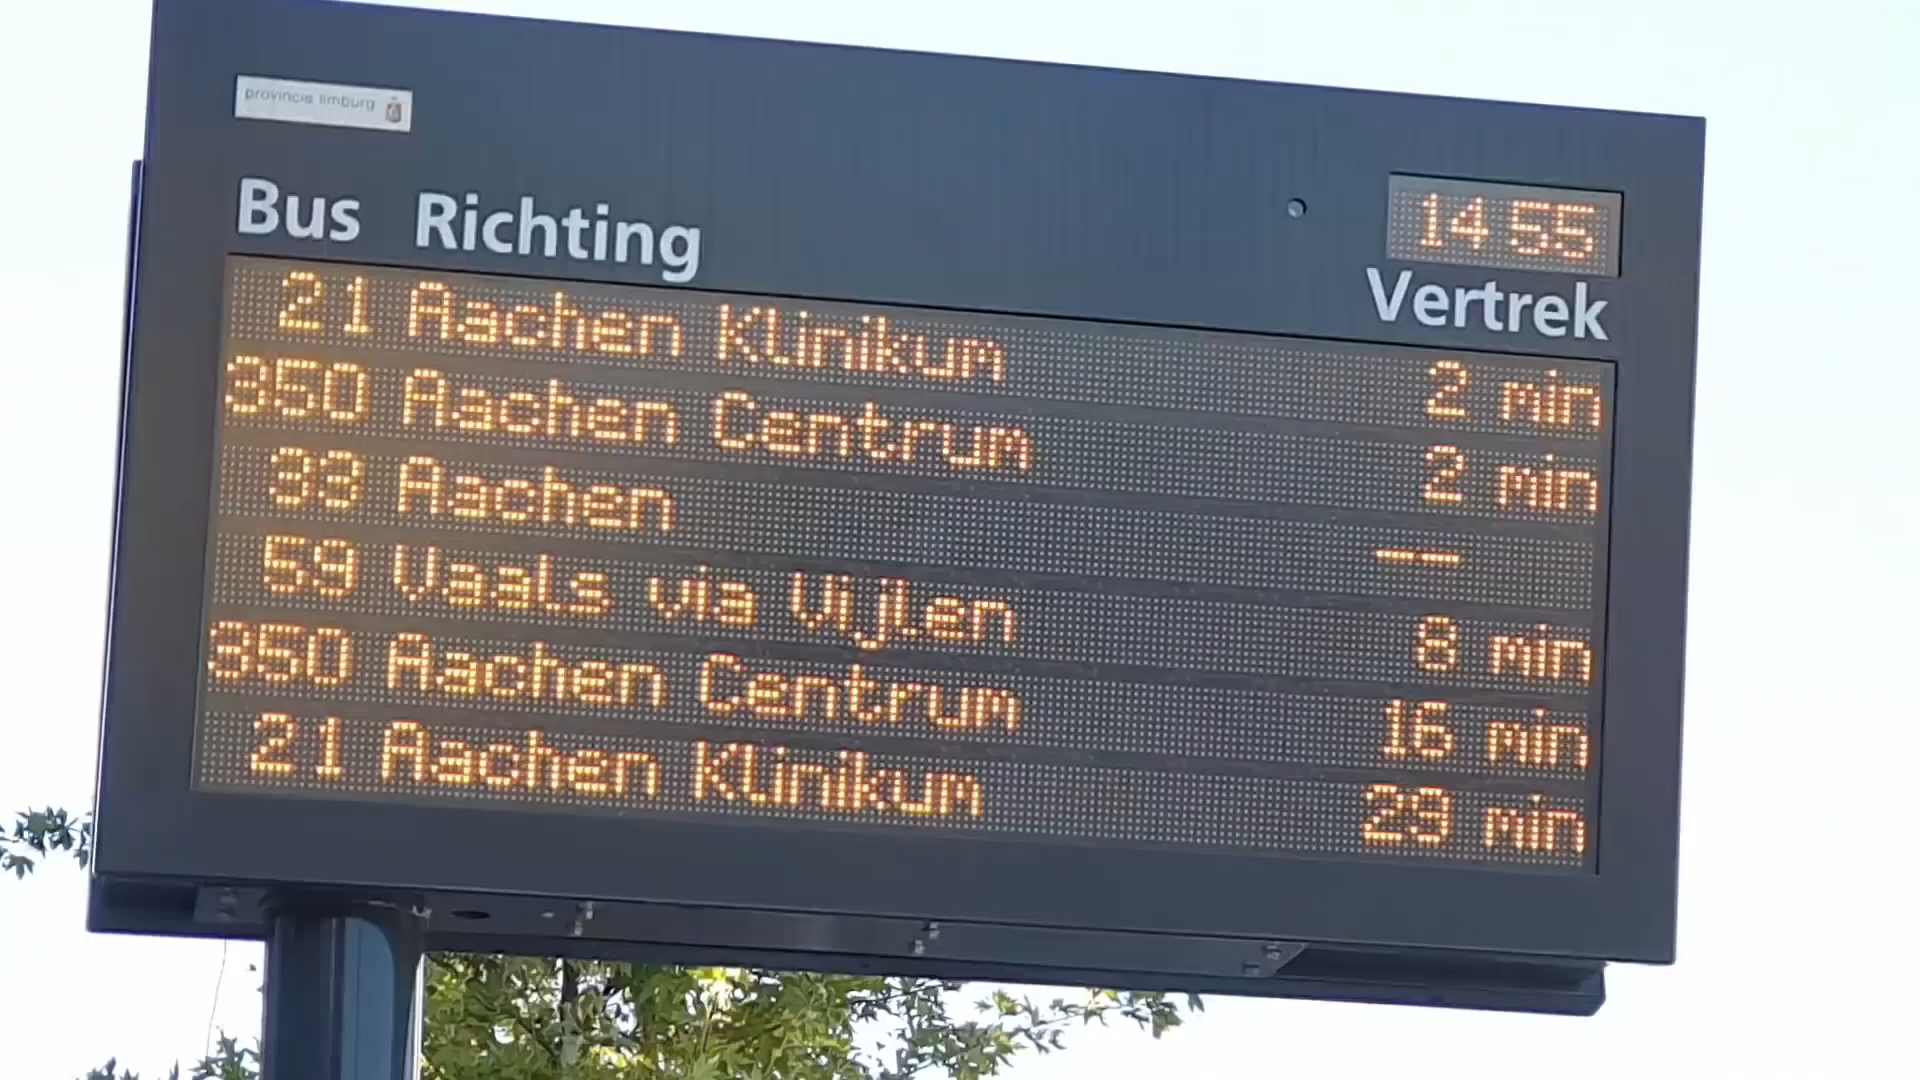 provincie limburg
14 55
Bus Richting Vertrek
21 Aachen Klinikum 2 min
350 Aachen Centrum 2 min
33 Aachen --
59 Vaals via Vijlen 8 min
350 Aachen Centrum 16 min
21 Aachen Klinikum 29 min